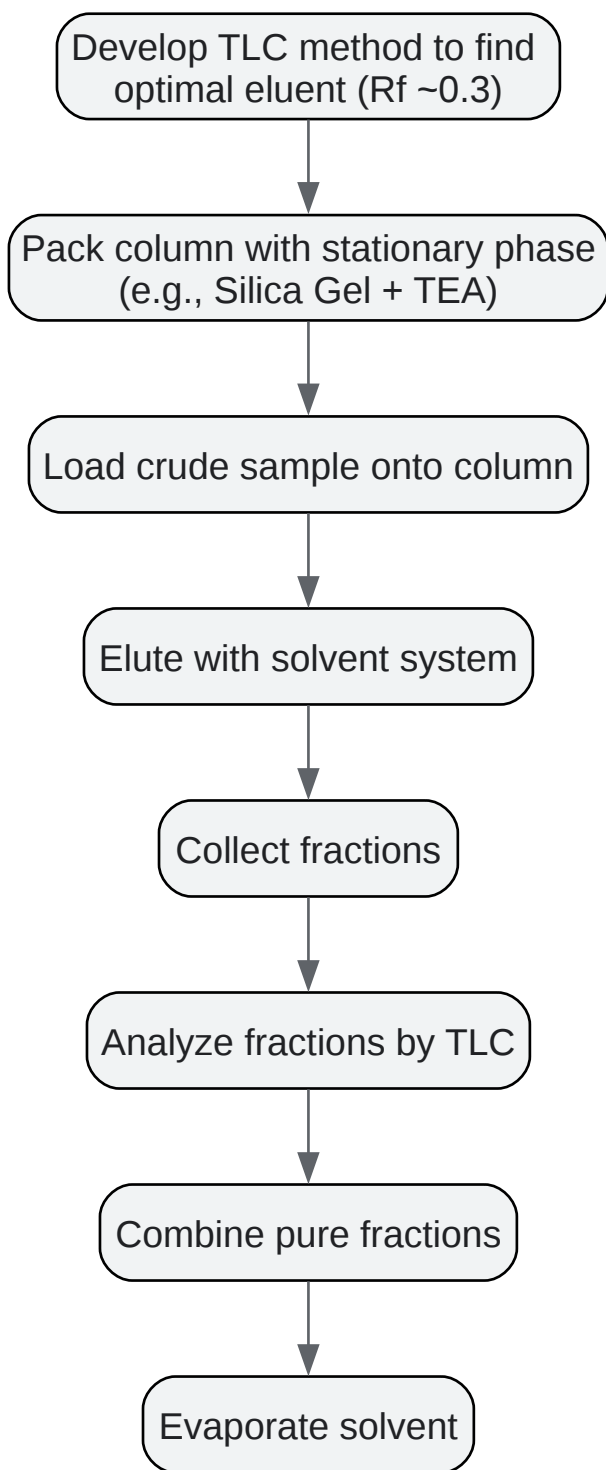 Develop TLC method to find
optimal eluent (Rf ~0.3)
Pack column with stationary phase
(e.g., Silica Gel + TEA)
Load crude sample onto column
Elute with solvent system
Collect fractions
Analyze fractions by TLC
Combine pure fractions
Evaporate solvent